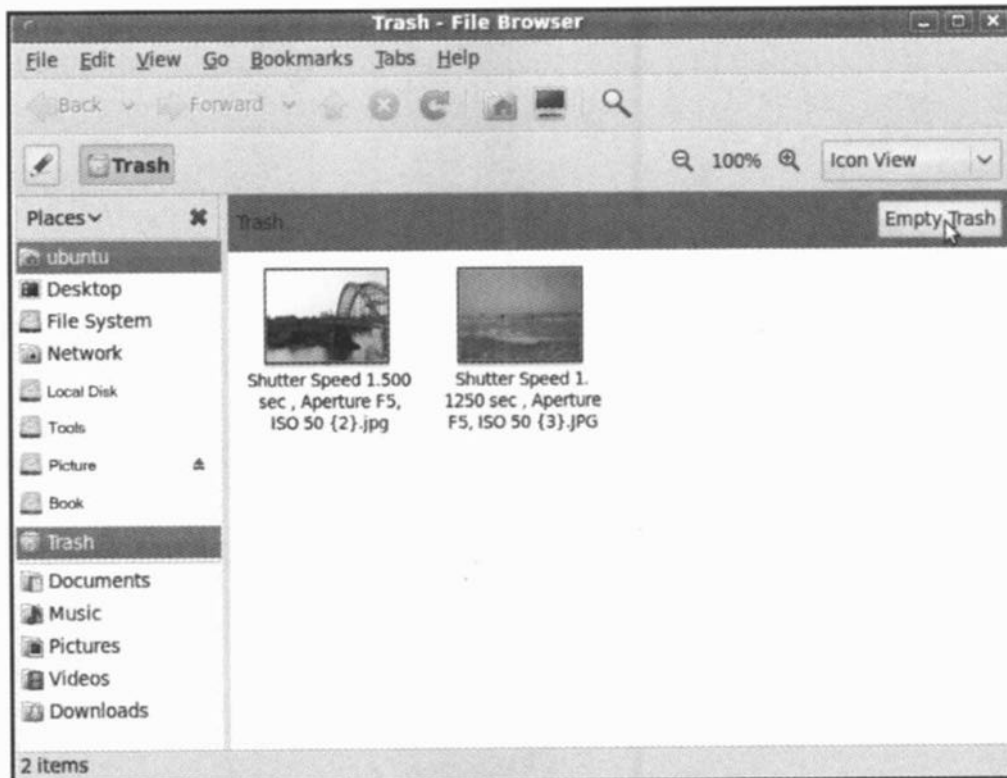 Trash - File Browser
File Edit View Go Bookmarks Tabs Help
Back Forward
Trash 100% Icon View
Places
Trash Empty Trash
ubuntu
Desktop
File System
Network
Local Disk
Tools
Picture
Book
Trash
Documents
Music
Pictures
Videos
Downloads
Shutter Speed 1.500
sec , Aperture F5,
ISO 50 {2}.jpg
Shutter Speed 1.
1250 sec , Aperture
F5, ISO 50 {3}.JPG
2 items